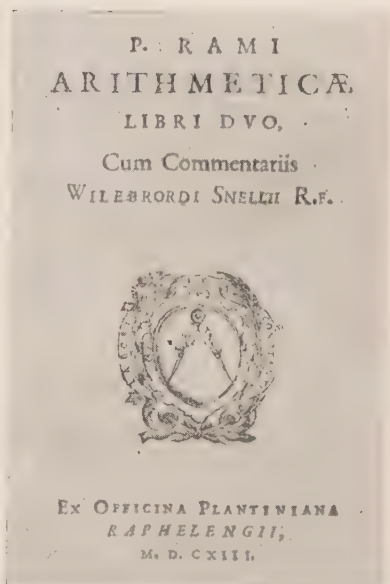 P. RAMI
ARITHMETICÆ
LIBRI DVO,
Cum Commentariis
WILEBRORDI SNELLII R.F.
EX OFFICINA PLANTINIANA
RAPHELENGII,
M. D. CXIII.